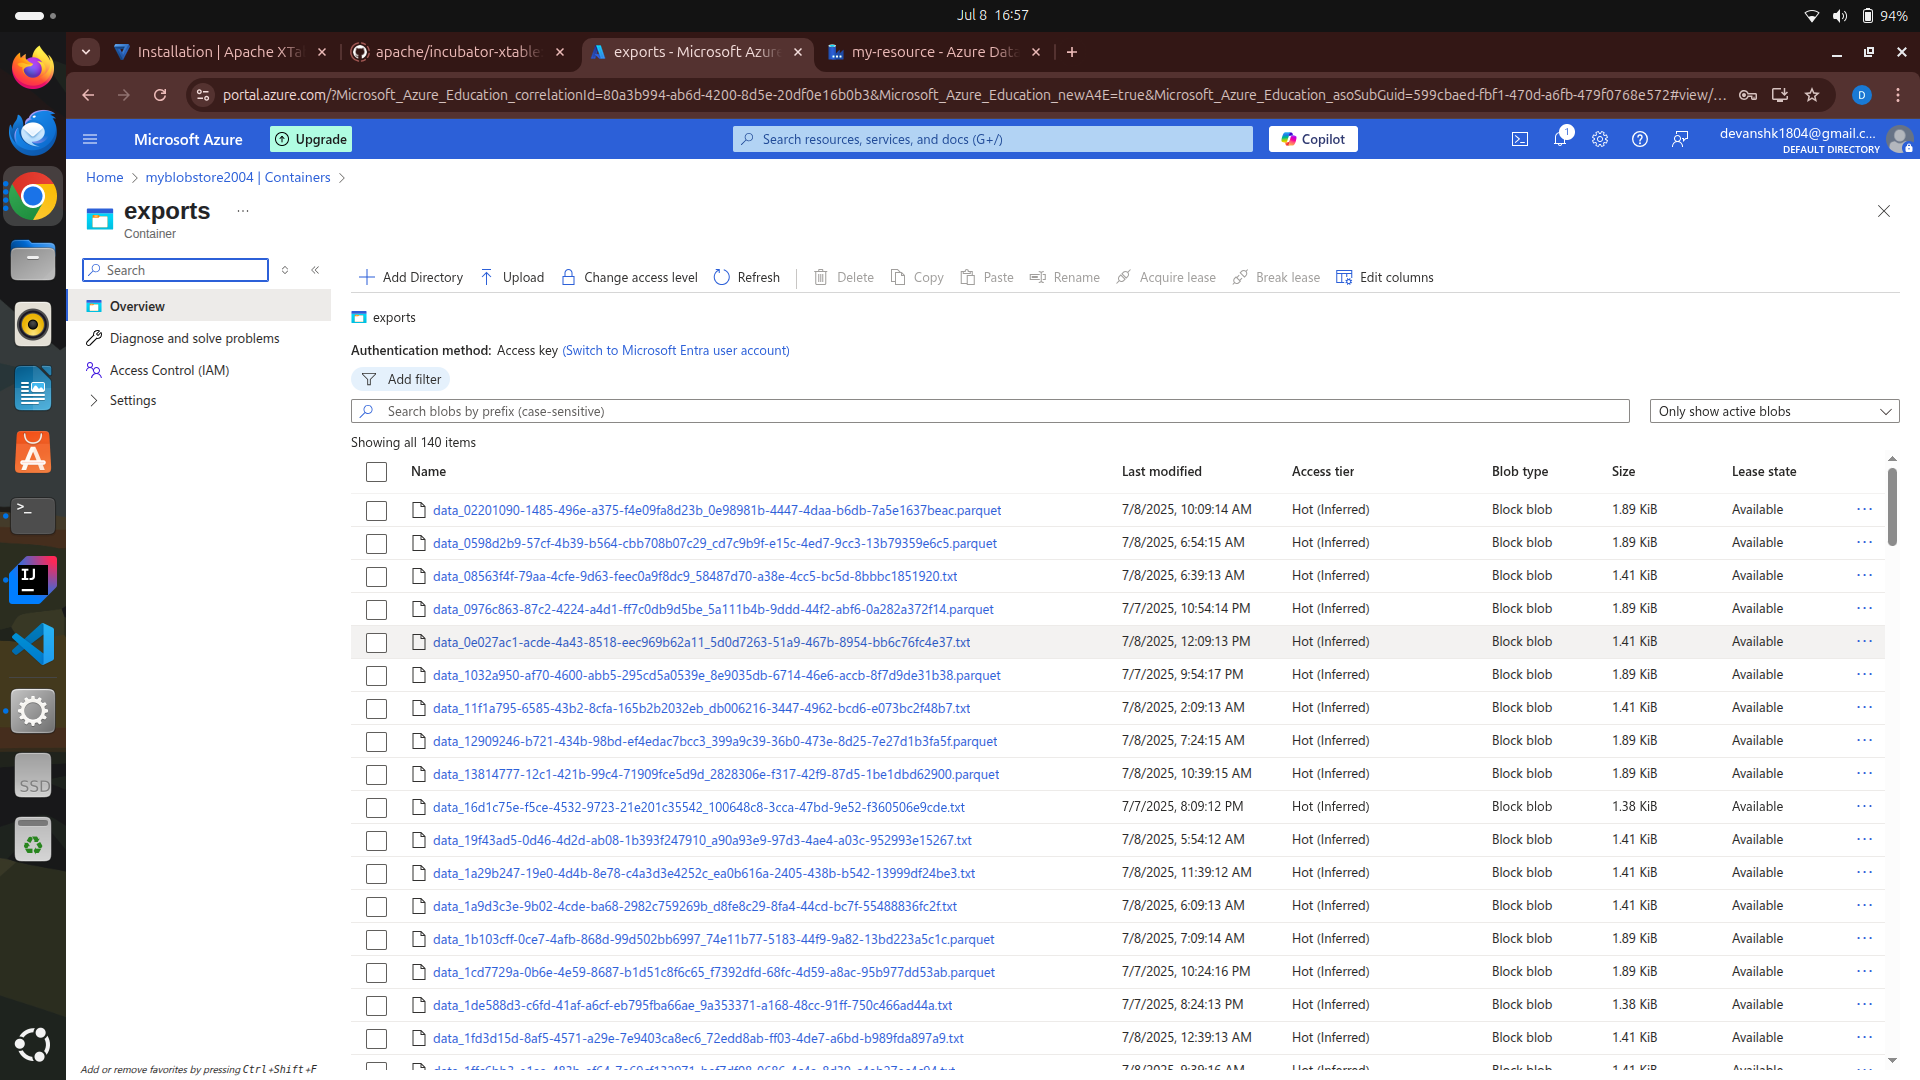 Jul 8 16:57
94%
Installation | Apache XTa
apache/incubator-xtable
exports - Microsoft Azure
my-resource - Azure Data
portal.azure.com/?Microsoft_Azure_Education_correlationId=80a3b994-ab6d-4200-8d5e-20df0e16b0b3&Microsoft_Azure_Education_newA4E=true&Microsoft_Azure_Education_asoSubGuid=599cbaed-fbf1-470d-a6fb-479f0768e572#view/...
D
Microsoft Azure
Upgrade
Search resources, services, and docs (G+/)
Copilot
1
devanshk1804@gmail.c...
DEFAULT DIRECTORY
Home > myblobstore2004 | Containers >
exports ...
Container
Search
Overview
Diagnose and solve problems
Access Control (IAM)
Settings
Add Directory Upload Change access level Refresh Delete Copy Paste Rename Acquire lease Break lease Edit columns
exports
Authentication method: Access key (Switch to Microsoft Entra user account)
Add filter
Search blobs by prefix (case-sensitive)
Only show active blobs
Showing all 140 items
Name Last modified Access tier Blob type Size Lease state
data_02201090-1485-496e-a375-f4e09fa8d23b_0e98981b-4447-4daa-b6db-7a5e1637beac.parquet 7/8/2025, 10:09:14 AM Hot (Inferred) Block blob 1.89 KiB Available ...
data_0598d2b9-57cf-4b39-b564-cbb708b07c29_cd7c9b9f-e15c-4ed7-9cc3-13b79359e6c5.parquet 7/8/2025, 6:54:15 AM Hot (Inferred) Block blob 1.89 KiB Available ...
data_08563f4f-79aa-4cfe-9d63-feec0a9f8dc9_58487d70-a38e-4cc5-bc5d-8bbbc1851920.txt 7/8/2025, 6:39:13 AM Hot (Inferred) Block blob 1.41 KiB Available ...
data_0976c863-87c2-4224-a4d1-ff7c0db9d5be_5a111b4b-9ddd-44f2-abf6-0a282a372f14.parquet 7/7/2025, 10:54:14 PM Hot (Inferred) Block blob 1.89 KiB Available ...
data_0e027ac1-acde-4a43-8518-eec969b62a11_5d0d7263-51a9-467b-8954-bb6c76fc4e37.txt 7/8/2025, 12:09:13 PM Hot (Inferred) Block blob 1.41 KiB Available ...
data_1032a950-af70-4600-abb5-295cd5a0539e_8e9035db-6714-46e6-accb-8f7d9de31b38.parquet 7/7/2025, 9:54:17 PM Hot (Inferred) Block blob 1.89 KiB Available ...
data_11f1a795-6585-43b2-8cfa-165b2b2032eb_db006216-3447-4962-bcd6-e073bc2f48b7.txt 7/8/2025, 2:09:13 AM Hot (Inferred) Block blob 1.41 KiB Available ...
data_12909246-b721-434b-98bd-ef4edac7bcc3_399a9c39-36b0-473e-8d25-7e27d1b3fa5f.parquet 7/8/2025, 7:24:15 AM Hot (Inferred) Block blob 1.89 KiB Available ...
data_13814777-12c1-421b-99c4-71909fce5d9d_2828306e-f317-42f9-87d5-1be1dbd62900.parquet 7/8/2025, 10:39:15 AM Hot (Inferred) Block blob 1.89 KiB Available ...
data_16d1c75e-f5ce-4532-9723-21e201c35542_100648c8-3cca-47bd-9e52-f360506e9cde.txt 7/7/2025, 8:09:12 PM Hot (Inferred) Block blob 1.38 KiB Available ...
data_19f43ad5-0d46-4d2d-ab08-1b393f247910_a90a93e9-97d3-4ae4-a03c-952993e15267.txt 7/8/2025, 5:54:12 AM Hot (Inferred) Block blob 1.41 KiB Available ...
data_1a29b247-19e0-4d4b-8e78-c4a3d3e4252c_ea0b616a-2405-438b-b542-13999df24be3.txt 7/8/2025, 11:39:12 AM Hot (Inferred) Block blob 1.41 KiB Available ...
data_1a9d3c3e-9b02-4cde-ba68-2982c759269b_d8fe8c29-8fa4-44cd-bc7f-55488836fc2f.txt 7/8/2025, 6:09:13 AM Hot (Inferred) Block blob 1.41 KiB Available ...
data_1b103cff-0ce7-4afb-868d-99d502bb6997_74e11b77-5183-44f9-9a82-13bd223a5c1c.parquet 7/8/2025, 7:09:14 AM Hot (Inferred) Block blob 1.89 KiB Available ...
data_1cd7729a-0b6e-4e59-8687-b1d51c8f6c65_f7392dfd-68fc-4d59-a8ac-95b977dd53ab.parquet 7/7/2025, 10:24:16 PM Hot (Inferred) Block blob 1.89 KiB Available ...
data_1de588d3-c6fd-41af-a6cf-eb795fba66ae_9a353371-a168-48cc-91ff-750c466ad44a.txt 7/7/2025, 8:24:13 PM Hot (Inferred) Block blob 1.38 KiB Available ...
data_1fd3d15d-8af5-4571-a29e-7e9403ca8ec6_72edd8ab-ff03-4de7-a6bd-b989fda897a9.txt 7/8/2025, 12:39:13 AM Hot (Inferred) Block blob 1.41 KiB Available ...
Add or remove favorites by pressing Ctrl+Shift+F
SSD